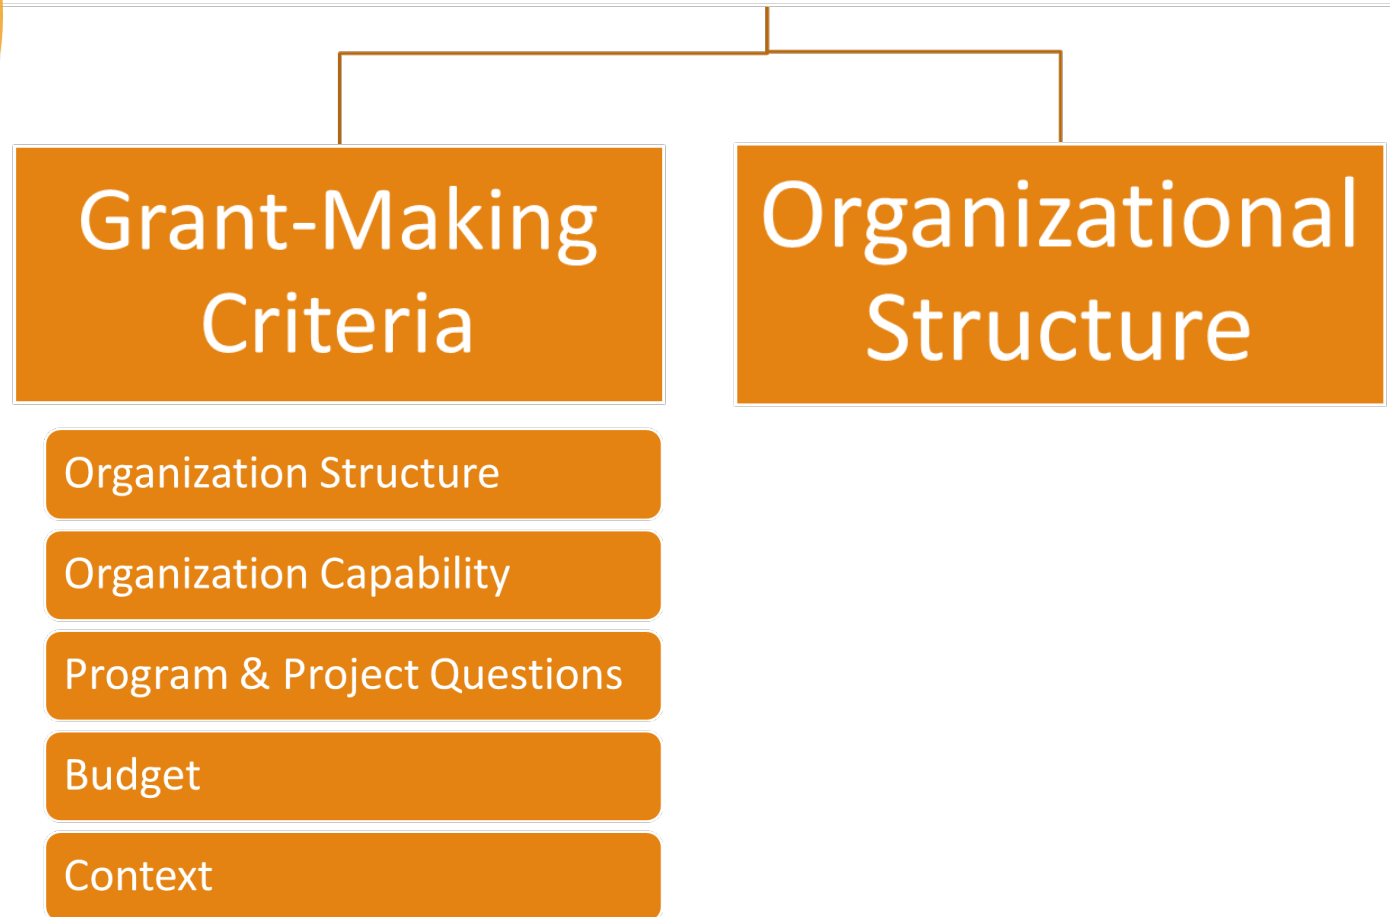 Grant-Making
Criteria
Organizational
Structure
Organization Structure
Organization Capability
Program & Project Questions
Budget
Context